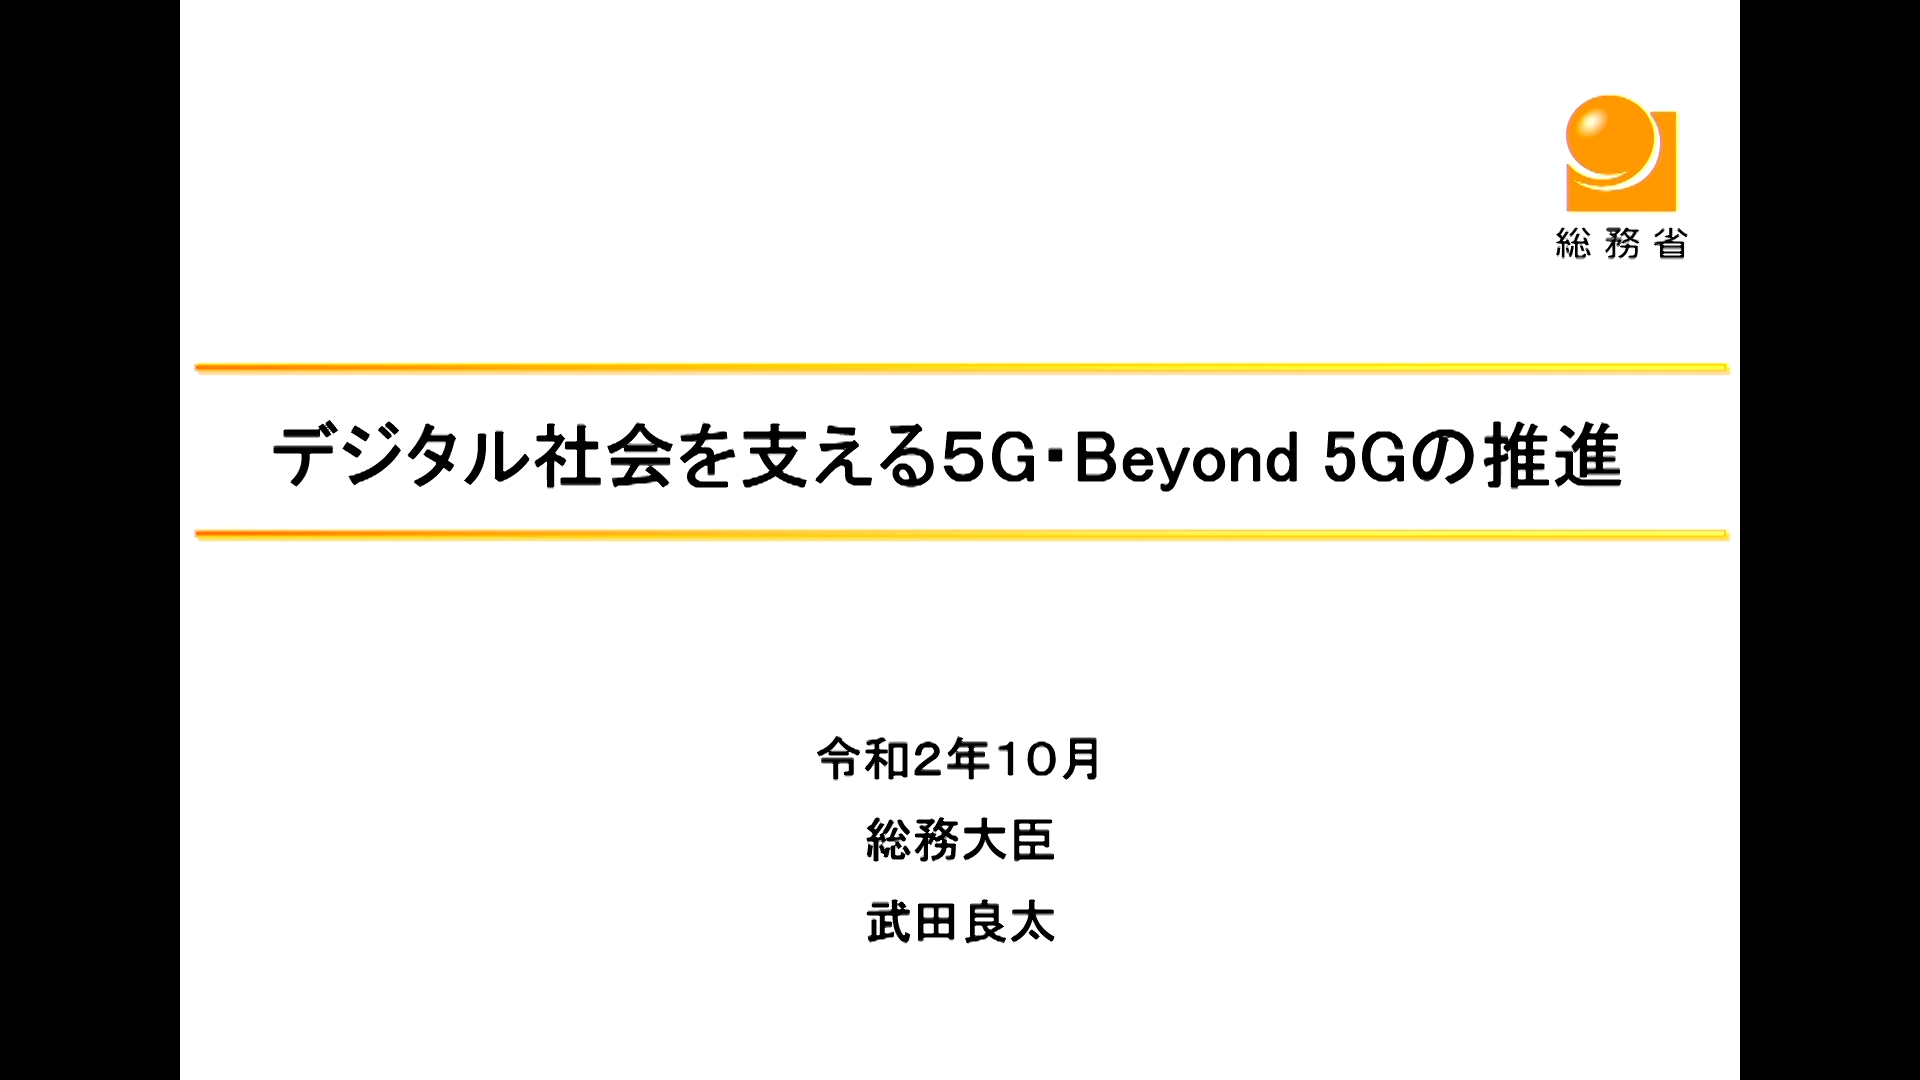 総務省
デジタル社会を支える５G・Beyond 5Gの推進
令和２年１０月
総務大臣
武田良太